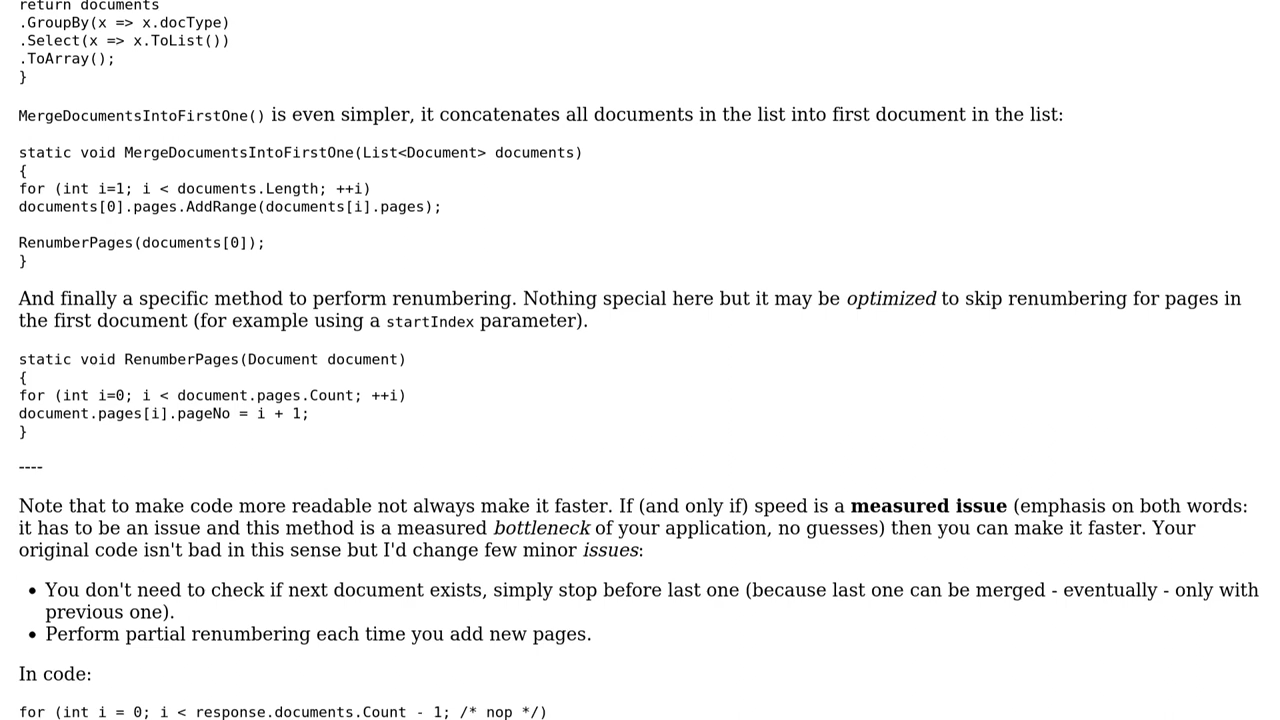 return documents
.GroupBy(x => x.docType)
.Select(x => x.ToList())
.ToArray();
}
MergeDocumentsIntoFirstOne() is even simpler, it concatenates all documents in the list into first document in the list:
static void MergeDocumentsIntoFirstOne(List<Document> documents)
{
for (int i=1; i < documents.Length; ++i)
documents[0].pages.AddRange(documents[i].pages);
RenumberPages(documents[0]);
}
And finally a specific method to perform renumbering. Nothing special here but it may be optimized to skip renumbering for pages in
the first document (for example using a startIndex parameter).
static void RenumberPages(Document document)
{
for (int i=0; i < document.pages.Count; ++i)
document.pages[i].pageNo = i + 1;
}
----
Note that to make code more readable not always make it faster. If (and only if) speed is a measured issue (emphasis on both words:
it has to be an issue and this method is a measured bottleneck of your application, no guesses) then you can make it faster. Your
original code isn't bad in this sense but I'd change few minor issues:
• You don't need to check if next document exists, simply stop before last one (because last one can be merged - eventually - only with
previous one).
• Perform partial renumbering each time you add new pages.
In code:
for (int i = 0; i < response.documents.Count - 1; /* nop */)